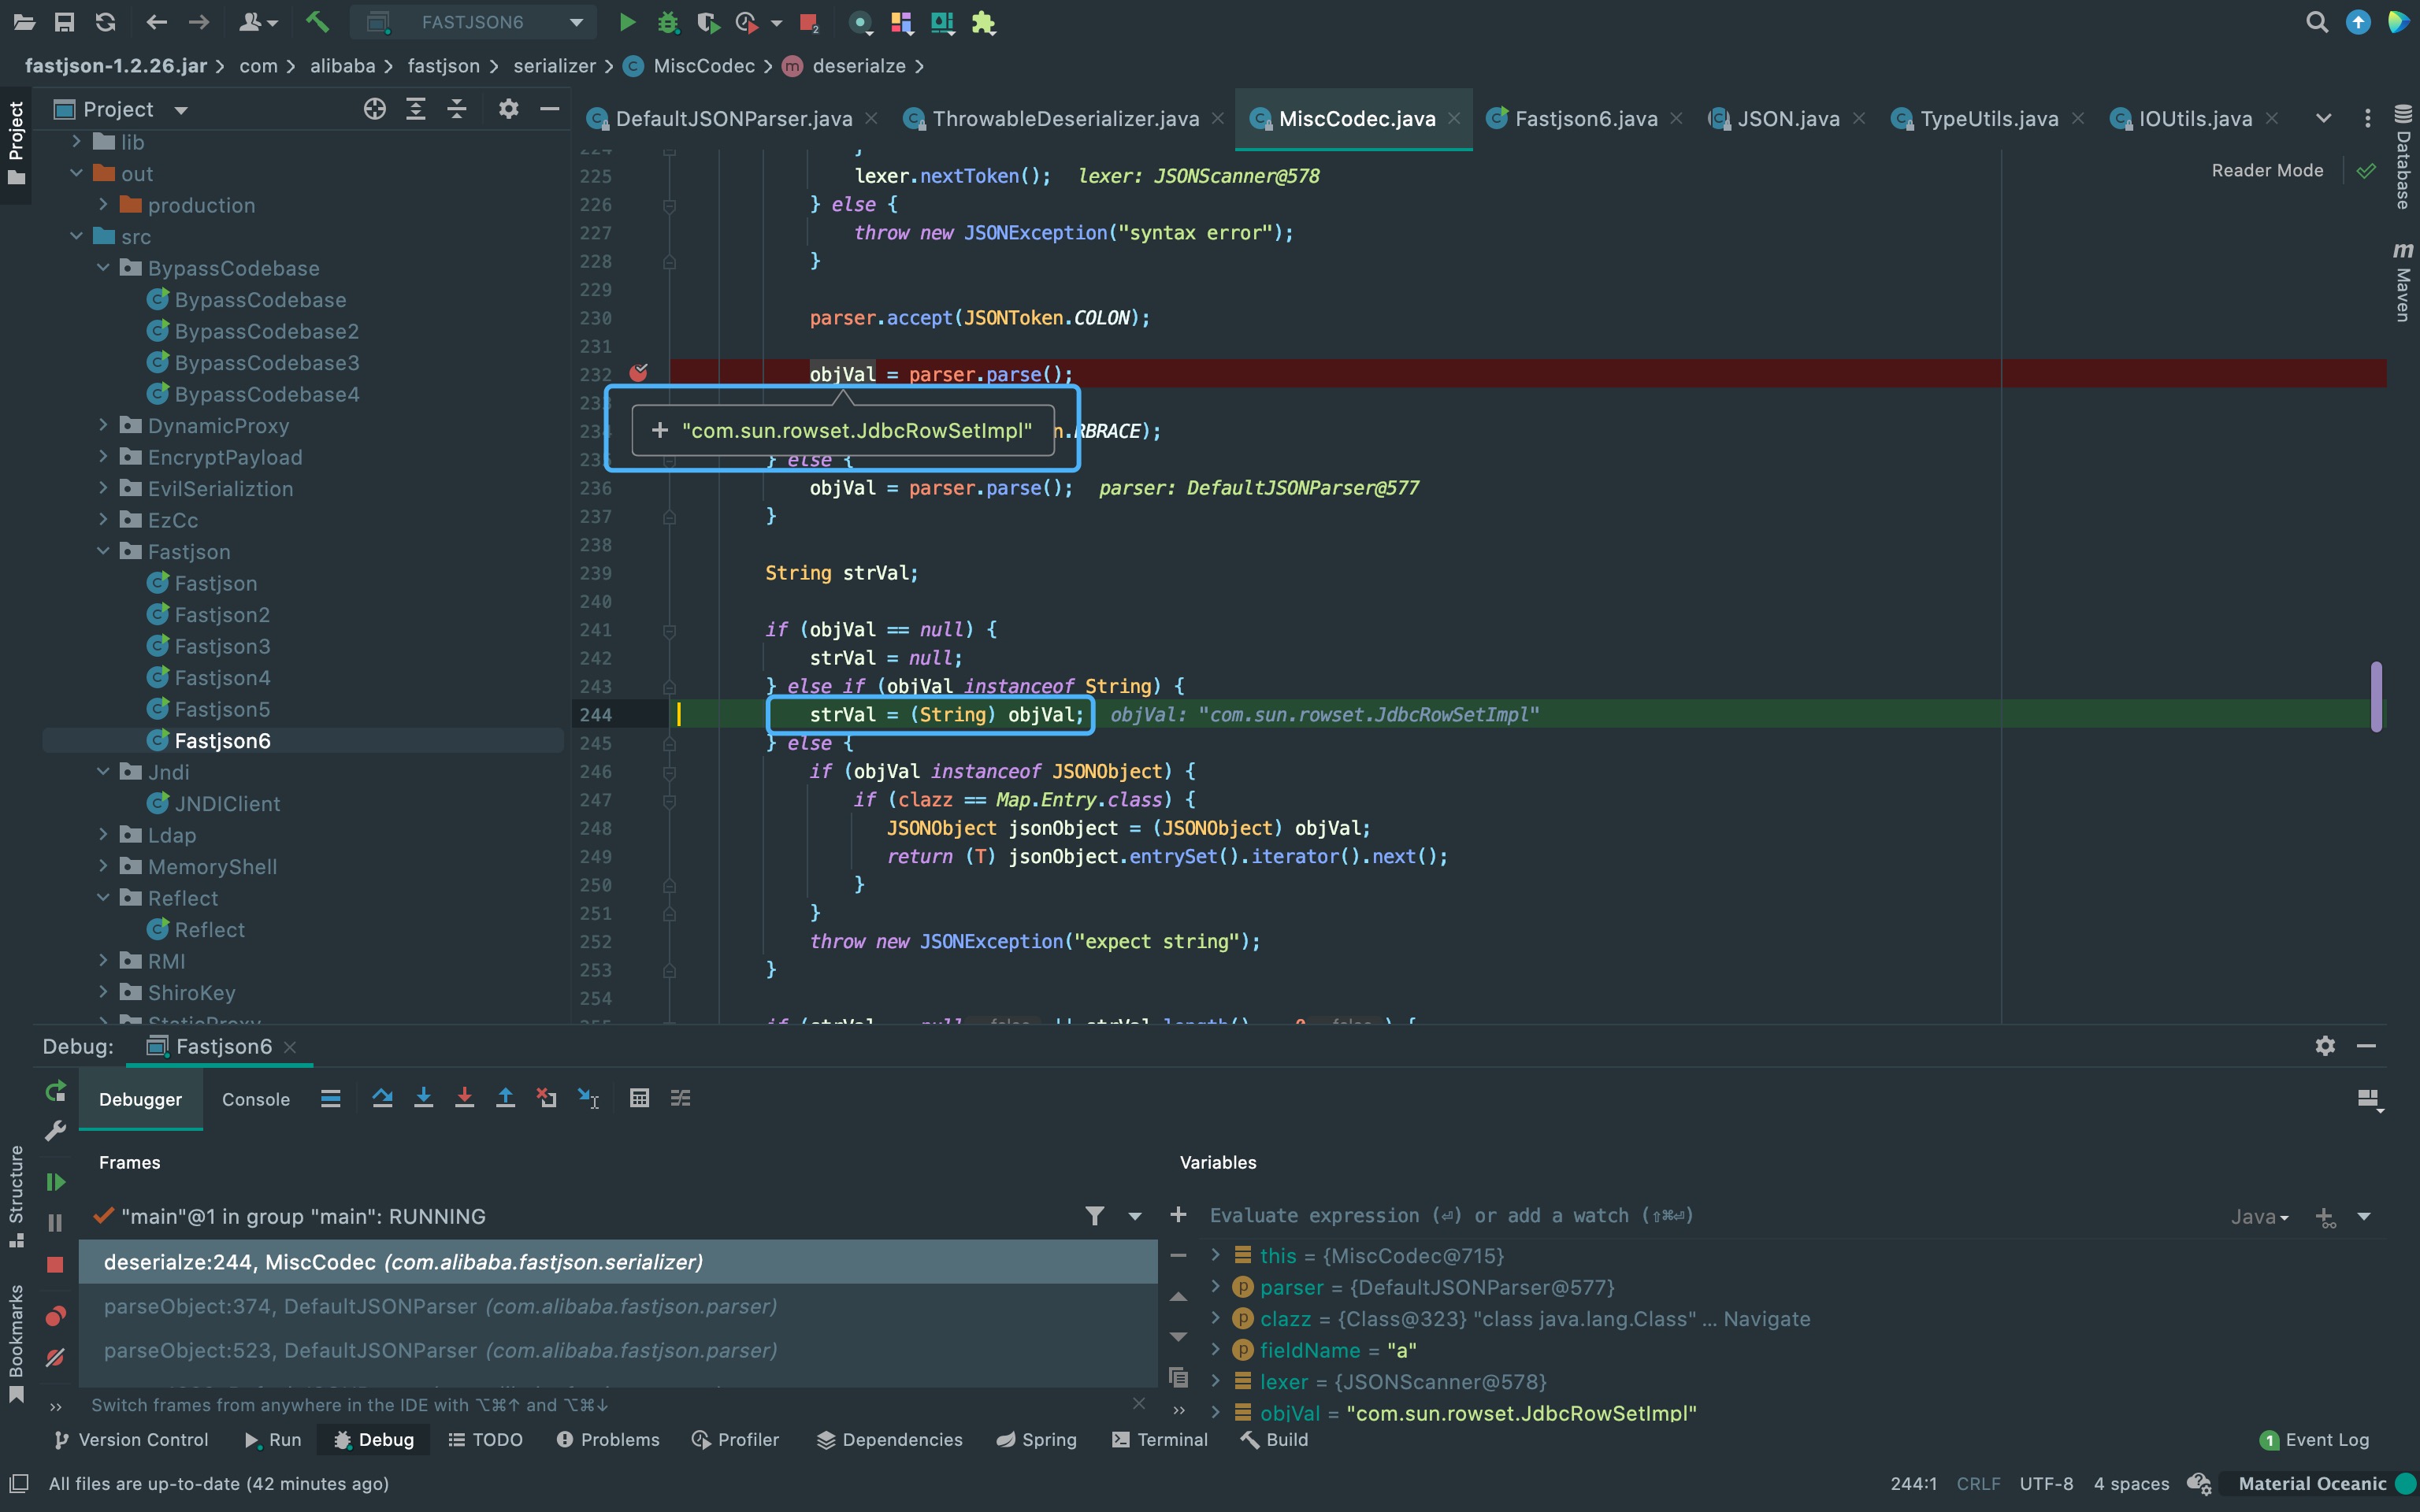 FASTJSON6
fastjson-1.2.26.jar > com > alibaba > fastjson > serializer > MiscCodec > deserialze >
Project
DefaultJSONParser.java
ThrowableDeserializer.java
MiscCodec.java
Fastjson6.java
JSON.java
TypeUtils.java
IOUtils.java
Project
Structure
Bookmarks
Database
Maven
Reader Mode
lib
out
production
src
BypassCodebase
BypassCodebase
BypassCodebase2
BypassCodebase3
BypassCodebase4
DynamicProxy
EncryptPayload
EvilSerializtion
EzCc
Fastjson
Fastjson
Fastjson2
Fastjson3
Fastjson4
Fastjson5
Fastjson6
Jndi
JNDIClient
Ldap
MemoryShell
Reflect
Reflect
RMI
ShiroKey
StaticProxy
224 }
225 lexer.nextToken(); lexer: JSONScanner@578
226 } else {
227 throw new JSONException("syntax error");
228 }
229
230 parser.accept(JSONToken.COLON);
231
232 objVal = parser.parse();
233
+ "com.sun.rowset.JdbcRowSetImpl"
234 n.RBRACE);
235 } else {
236 objVal = parser.parse(); parser: DefaultJSONParser@577
237 }
238
239 String strVal;
240
241 if (objVal == null) {
242 strVal = null;
243 } else if (objVal instanceof String) {
244 strVal = (String) objVal; objVal: "com.sun.rowset.JdbcRowSetImpl"
245 } else {
246 if (objVal instanceof JSONObject) {
247 if (clazz == Map.Entry.class) {
248 JSONObject jsonObject = (JSONObject) objVal;
249 return (T) jsonObject.entrySet().iterator().next();
250 }
251 }
252 throw new JSONException("expect string");
253 }
254
Debug: Fastjson6
Debugger Console
Frames
"main"@1 in group "main": RUNNING
deserialze:244, MiscCodec (com.alibaba.fastjson.serializer)
parseObject:374, DefaultJSONParser (com.alibaba.fastjson.parser)
parseObject:523, DefaultJSONParser (com.alibaba.fastjson.parser)
Switch frames from anywhere in the IDE with ⌥⌘↑ and ⌥⌘↓
Variables
Evaluate expression (⏎) or add a watch (⇧⌘⏎)
Java
this = {MiscCodec@715}
parser = {DefaultJSONParser@577}
clazz = {Class@323} "class java.lang.Class" ... Navigate
fieldName = "a"
lexer = {JSONScanner@578}
objVal = "com.sun.rowset.JdbcRowSetImpl"
Version Control Run Debug TODO Problems Profiler Dependencies Spring Terminal Build 1 Event Log
All files are up-to-date (42 minutes ago)
244:1 CRLF UTF-8 4 spaces Material Oceanic